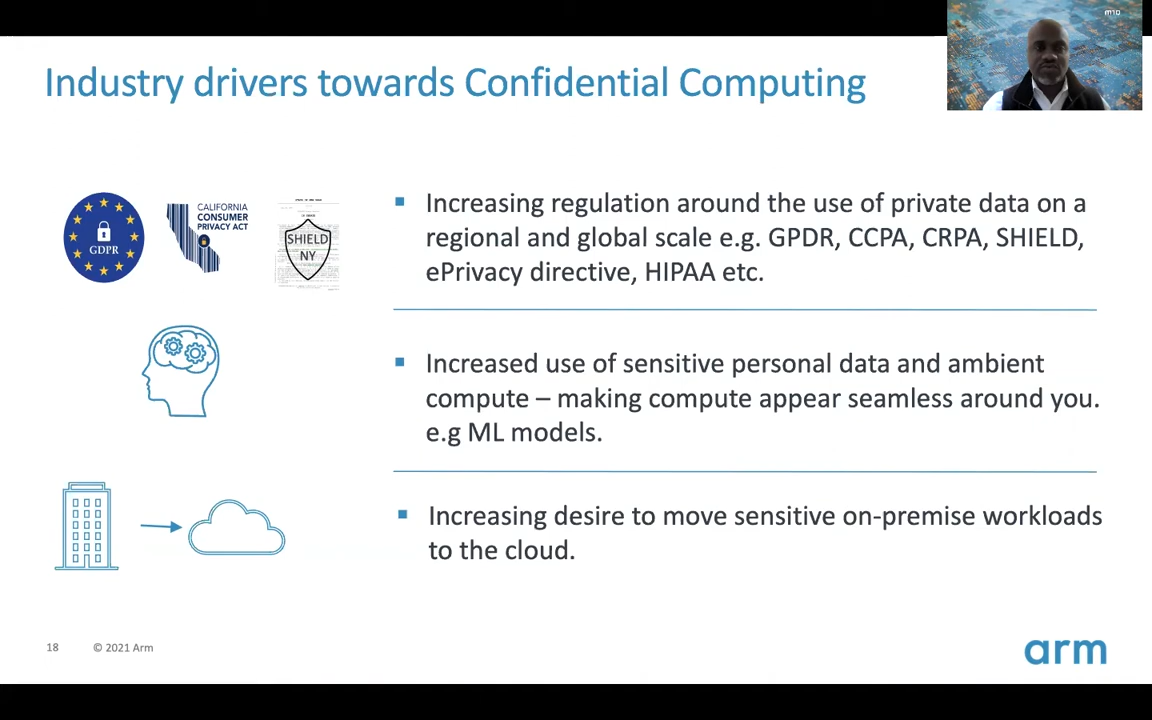 Industry drivers towards Confidential Computing
GDPR
CALIFORNIA
CONSUMER
PRIVACY ACT
SHIELD
NY
▪ Increasing regulation around the use of private data on a
regional and global scale e.g. GPDR, CCPA, CRPA, SHIELD,
ePrivacy directive, HIPAA etc.
▪ Increased use of sensitive personal data and ambient
compute – making compute appear seamless around you.
e.g ML models.
▪ Increasing desire to move sensitive on-premise workloads
to the cloud.
18 © 2021 Arm
arm